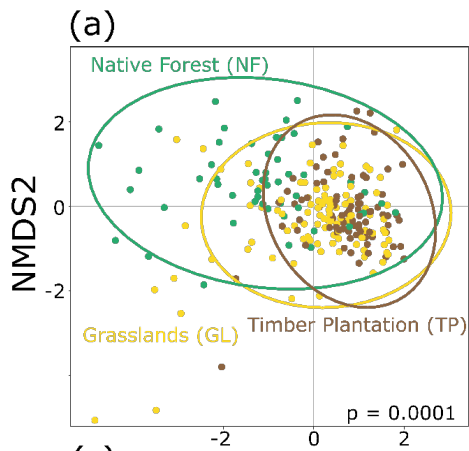 (a)
Native Forest (NF)
2
0
-2
NMDS2
Grasslands (GL)
Timber Plantation (TP)
p = 0.0001
-2 0 2